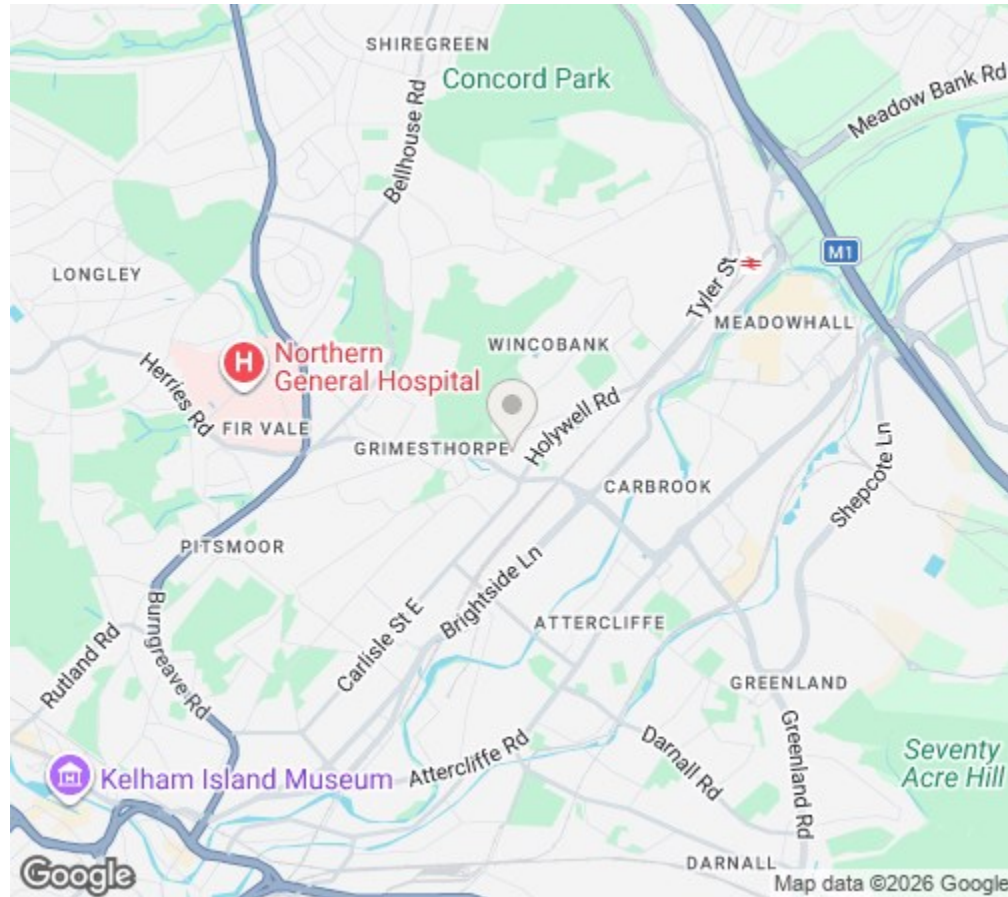 SHIREGREEN
Concord Park
Meadow Bank Rd
Bellhouse Rd
M1
LONGLEY
Tyler St
MEADOWHALL
WINCOBANK
H
Northern
General Hospital
Herries Rd
FIR VALE
Holywell Rd
GRIMESTHORPE
CARBROOK
Shepcote Ln
PITSMOOR
Brightside Ln
Carlisle St E
ATTERCLIFFE
Burngreave Rd
Rutland Rd
GREENLAND
Greenland Rd
Darnall Rd
Attercliffe Rd
Seventy
Acre Hill
Kelham Island Museum
DARNALL
Google
Map data ©2026 Google